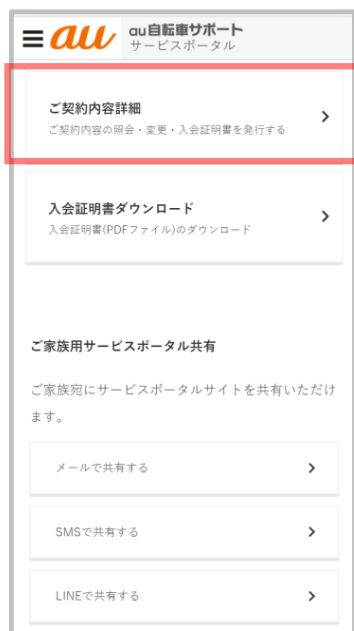 au
au自転車サポート
サービスポータル
ご契約内容詳細
ご契約内容の照会・変更・入会証明書を発行する
入会証明書ダウンロード
入会証明書(PDFファイル)のダウンロード
ご家族用サービスポータル共有
ご家族宛にサービスポータルサイトを共有いただけ
ます。
メールで共有する
SMSで共有する
LINEで共有する